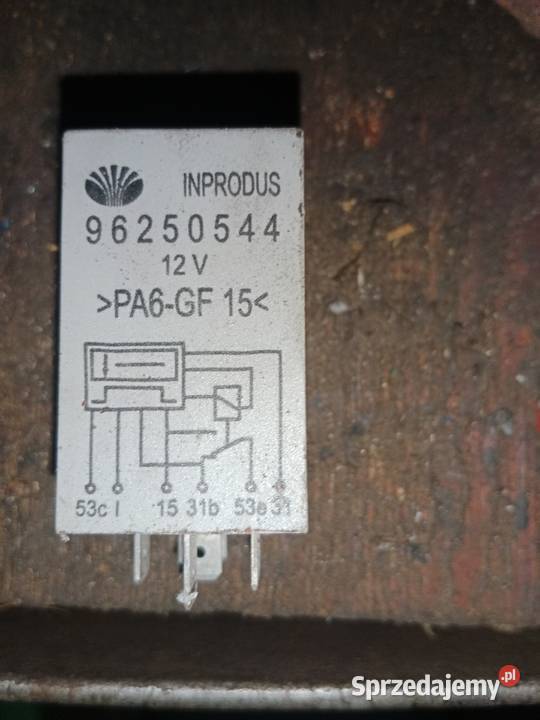 INPRODUS
96250544
12 V
>PA6-GF 15<
53c I 15 31b 53e 31
Sprzedajemy.pl